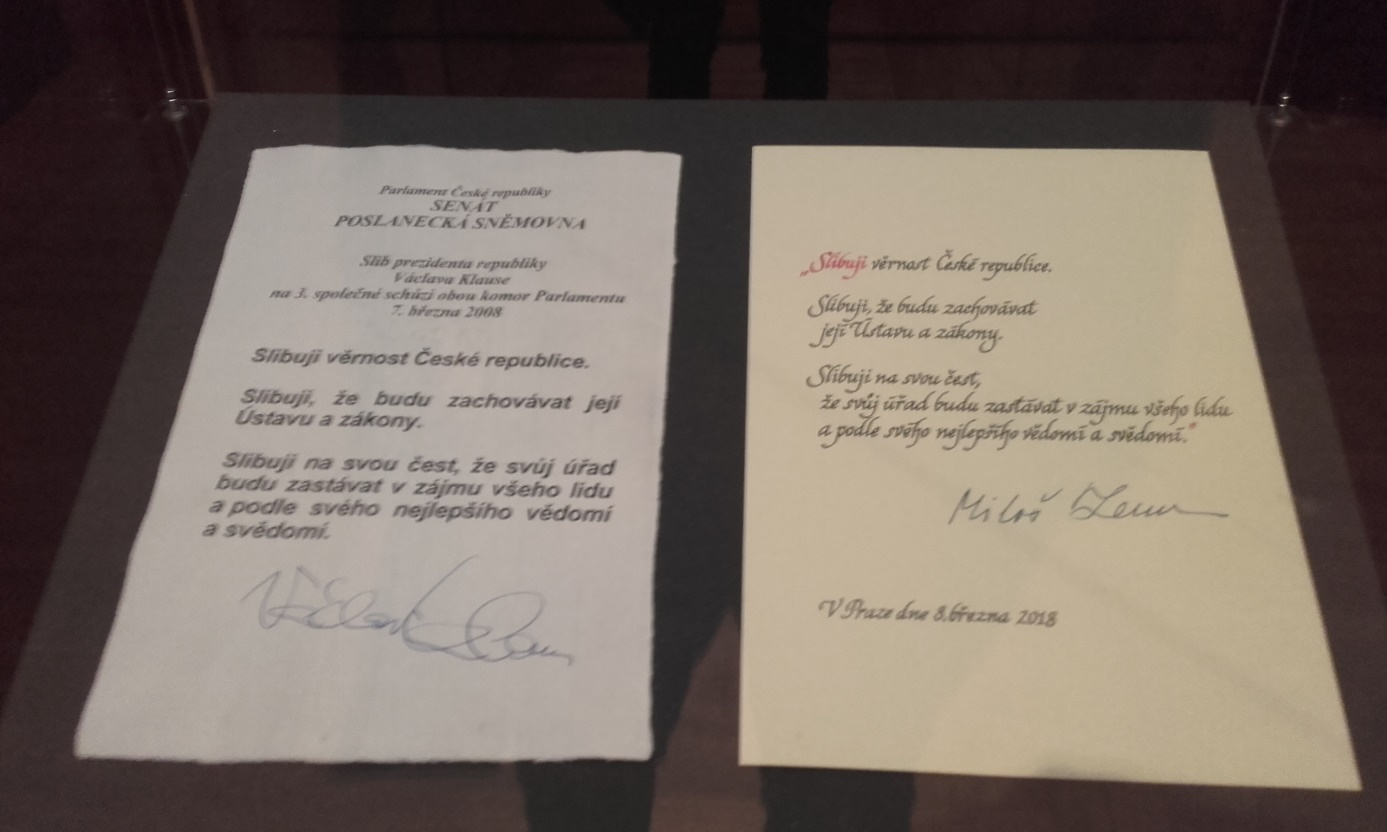 Parlament České republiky
SENÁT
POSLANECKÁ SNĚMOVNA
Slib prezidenta republiky
Václava Klause
na 3. společné schůzi obou komor Parlamentu
7. března 2008
Slibuji věrnost České republice.
Slibuji, že budu zachovávat její
Ústavu a zákony.
Slibuji na svou čest, že svůj úřad
budu zastávat v zájmu všeho lidu
a podle svého nejlepšího vědomí
a svědomí.
„Slibuji věrnost České republice.
Slibuji, že budu zachovávat
její Ústavu a zákony.
Slibuji na svou čest,
že svůj úřad budu zastávat v zájmu všeho lidu
a podle svého nejlepšího vědomí a svědomí.“
Miloš Zeman
V Praze dne 8. března 2018